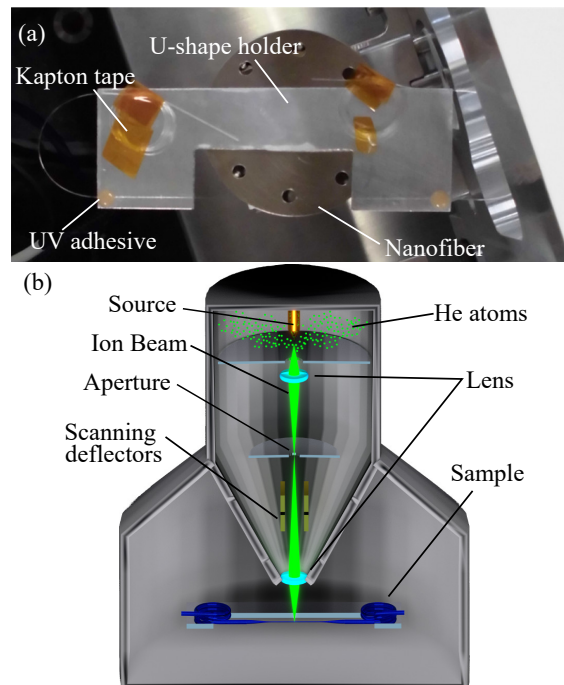 (a)
U-shape holder
Kapton tape
UV adhesive
Nanofiber
(b)
Source
He atoms
Ion Beam
Aperture
Lens
Scanning
deflectors
Sample